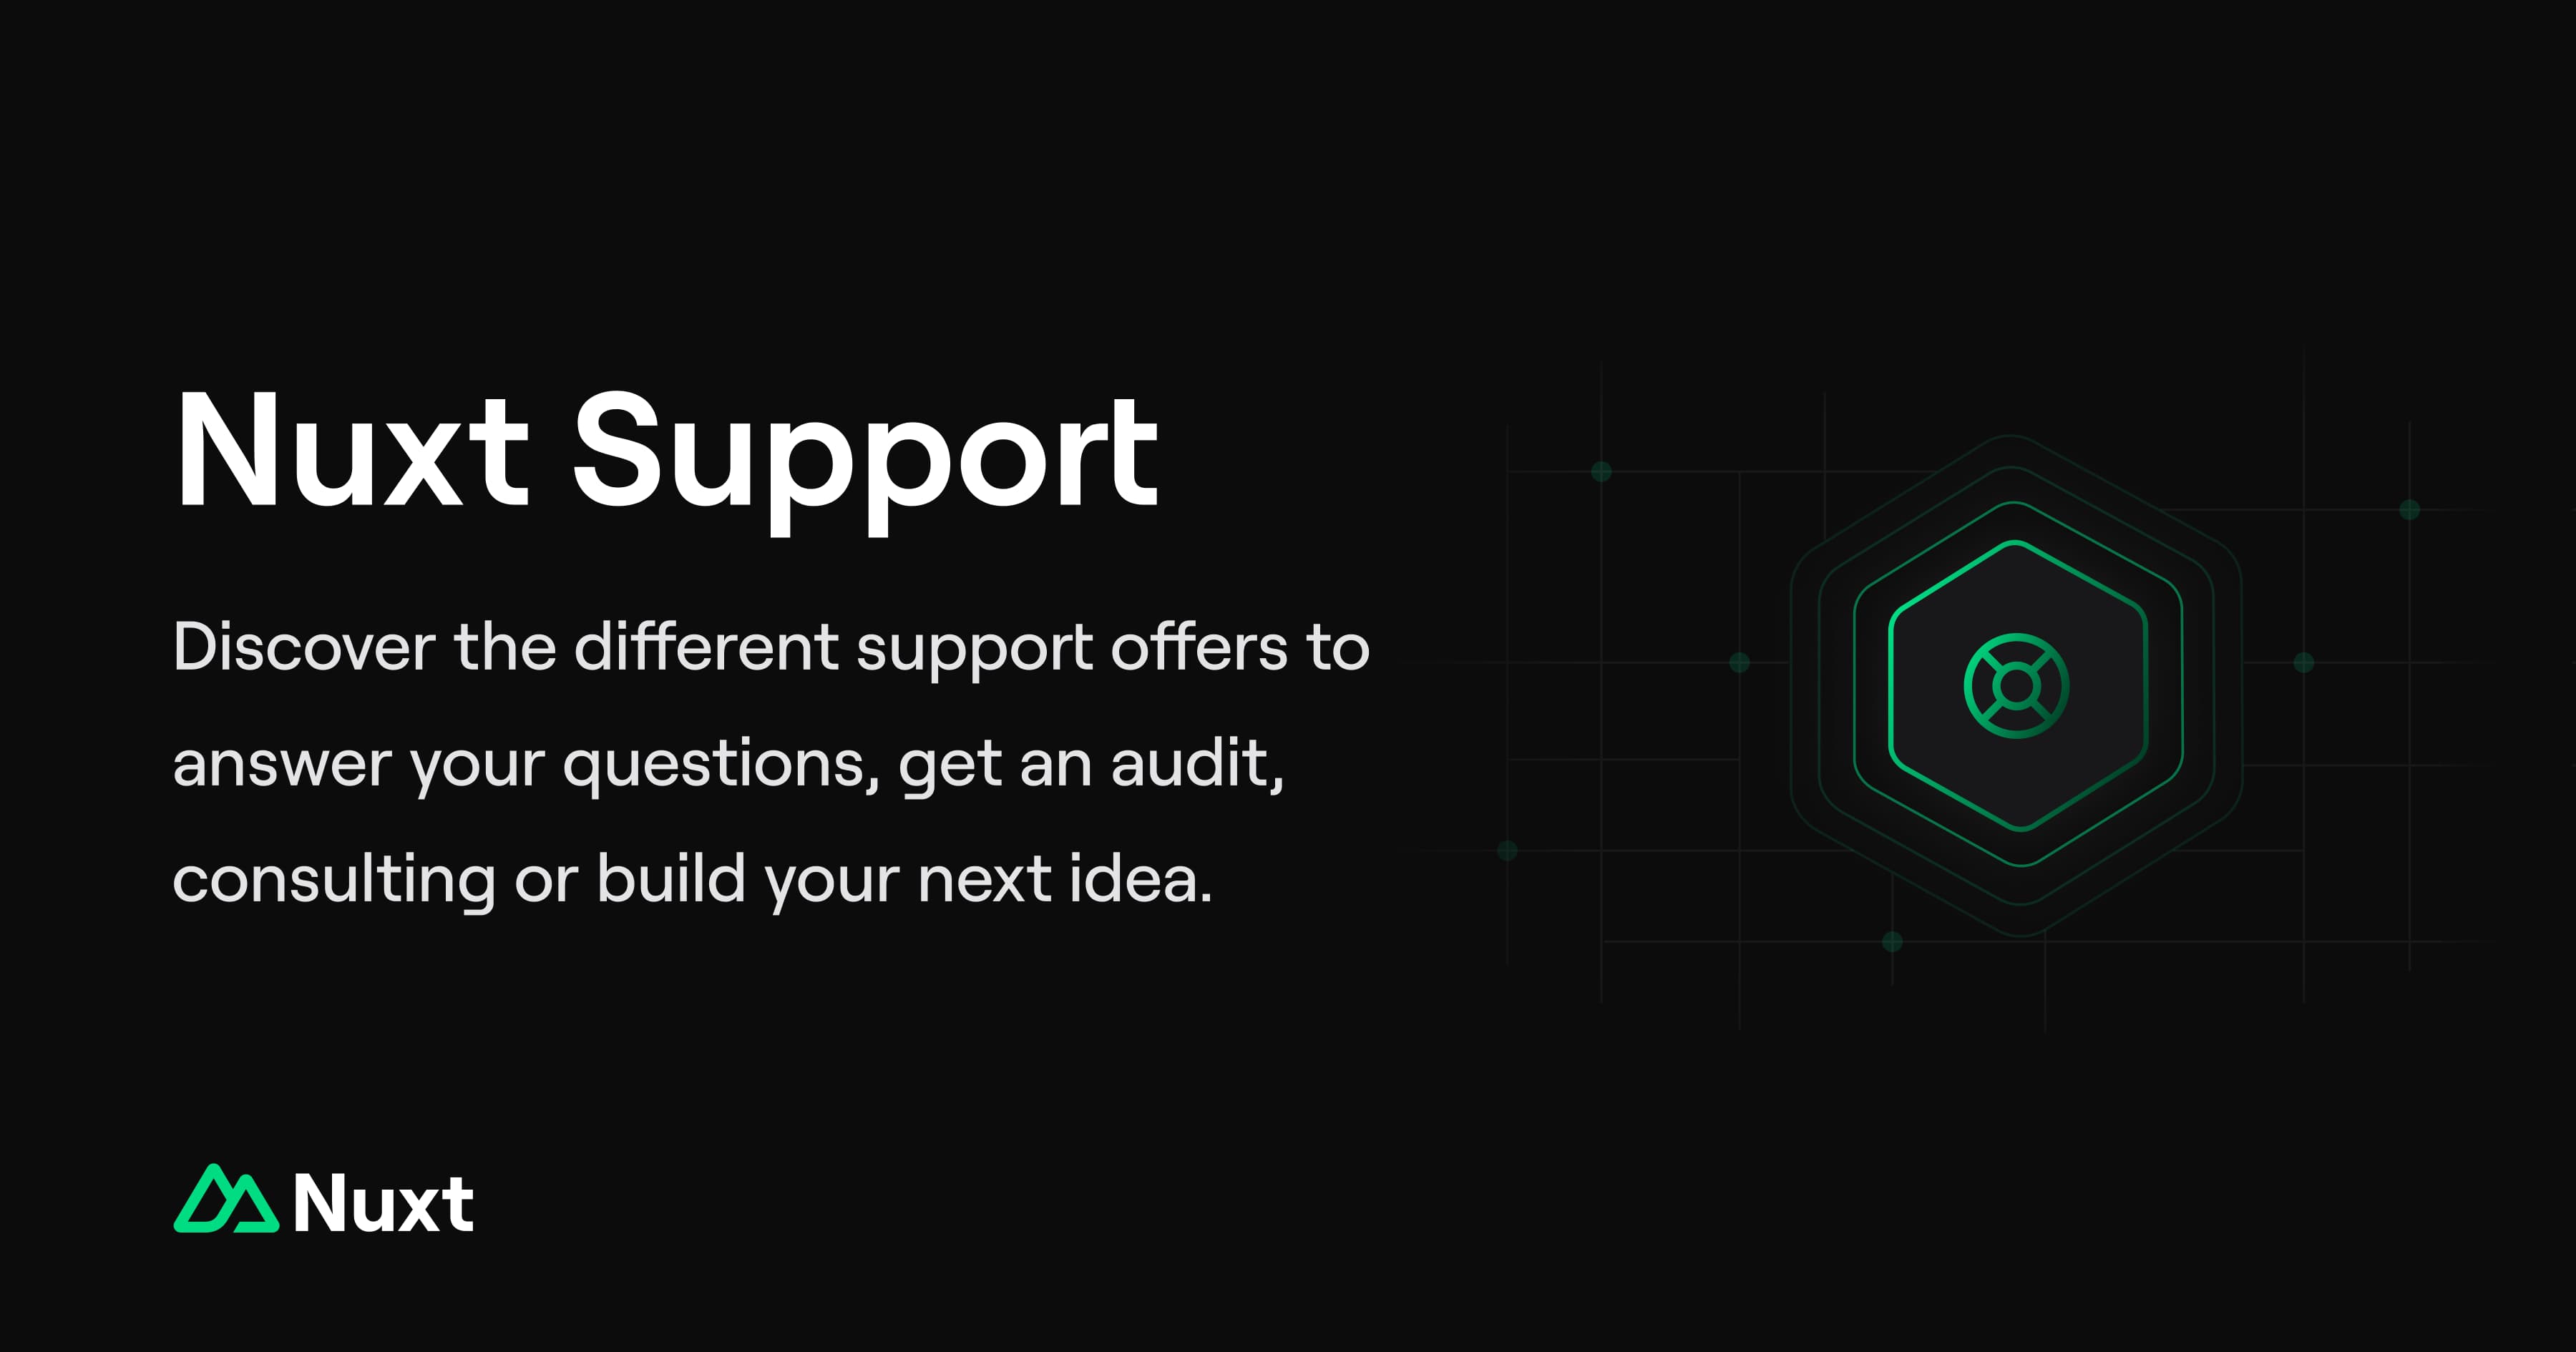 Nuxt Support
Discover the different support offers to
answer your questions, get an audit,
consulting or build your next idea.
Nuxt